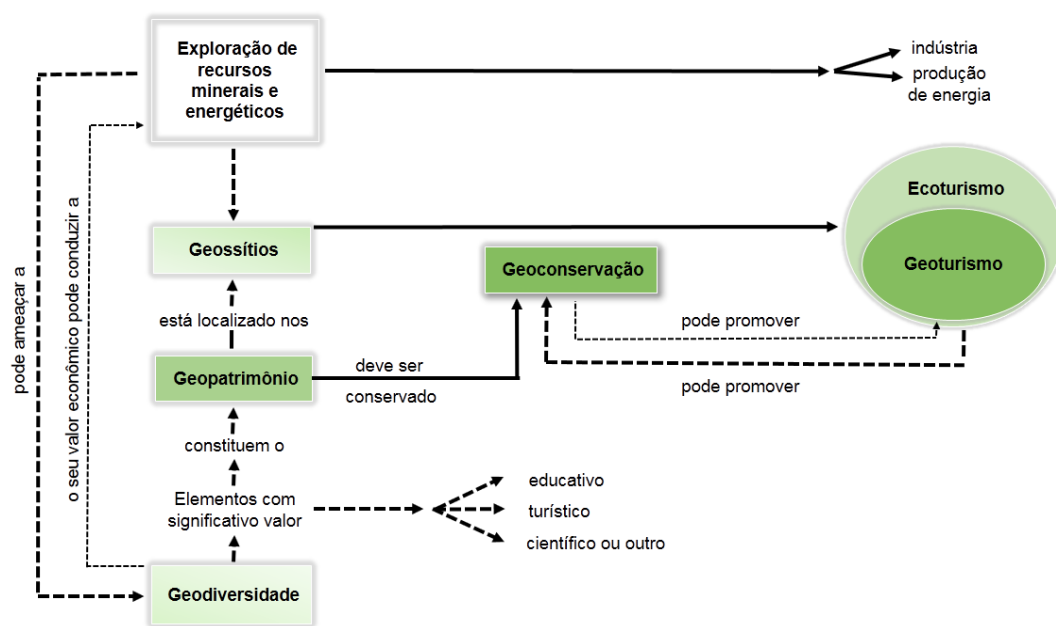 Exploração de
recursos
minerais e
energéticos
indústria
produção
de energia
Ecoturismo
Geoturismo
Geossítios
Geoconservação
está localizado nos
pode promover
Geopatrimônio
deve ser
conservado
pode promover
constituem o
Elementos com
significativo valor
educativo
turístico
científico ou outro
Geodiversidade
pode ameaçar a
o seu valor econômico pode conduzir a